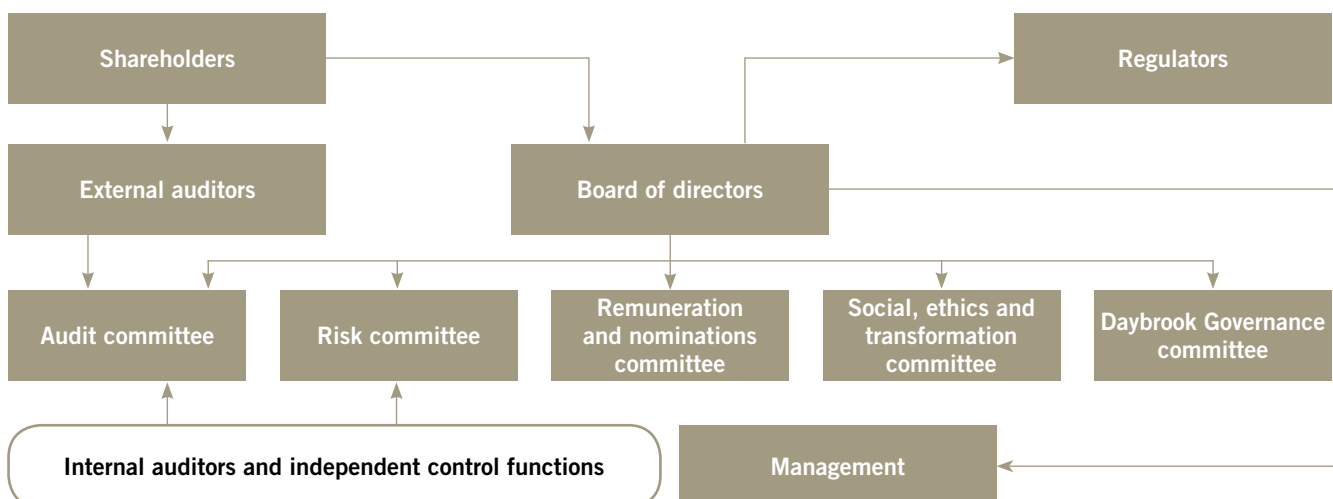 Shareholders
Regulators
External auditors
Board of directors
Audit committee
Risk committee
Remuneration
and nominations
committee
Social, ethics and
transformation
committee
Daybrook Governance
committee
Internal auditors and independent control functions
Management